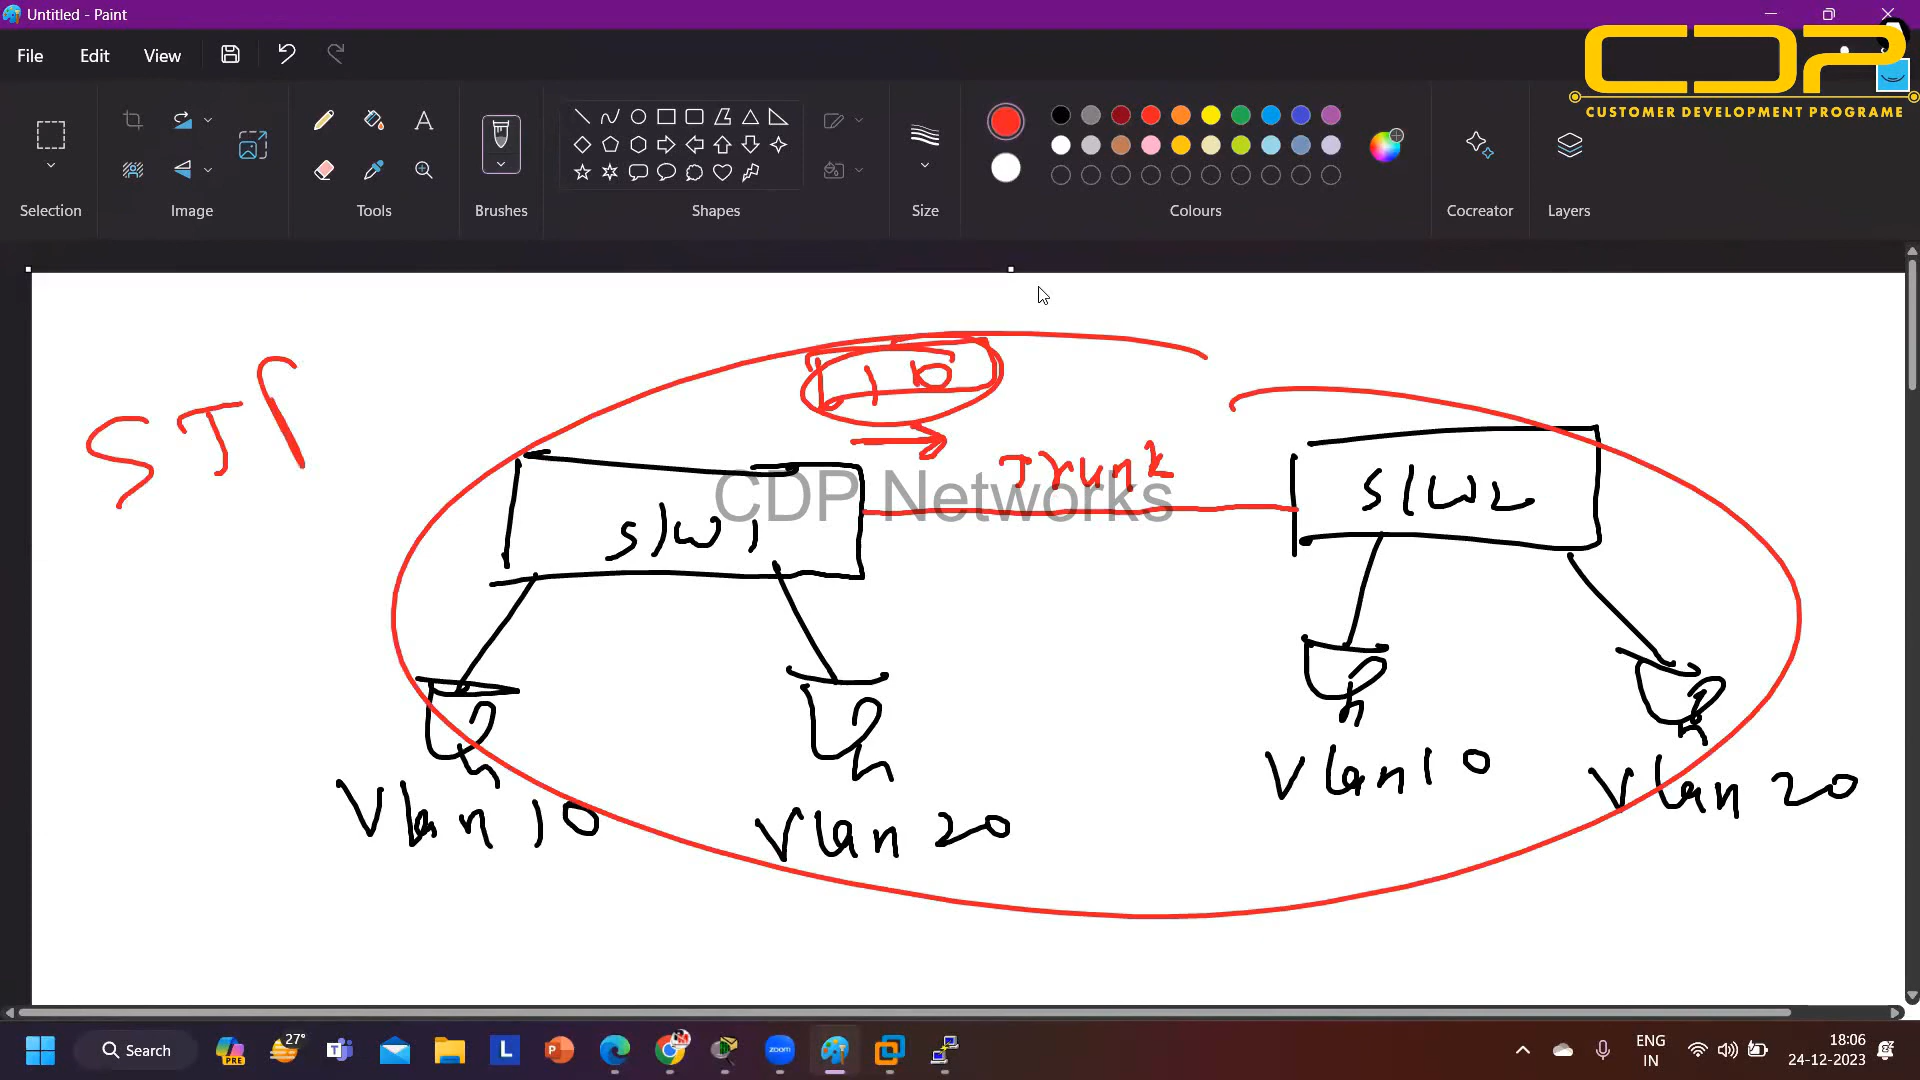 Untitled - Paint
File Edit View
CDP
CUSTOMER DEVELOPMENT PROGRAME
Selection Image Tools Brushes Shapes Size Colours Cocreator Layers
STP
10
Trunk
CDP Networks
S/W1
S/W2
Vlan 10
Vlan 20
Vlan 10
Vlan 20
Search
PRE
27°
L
zoom
ENG
IN
18:06
24-12-2023